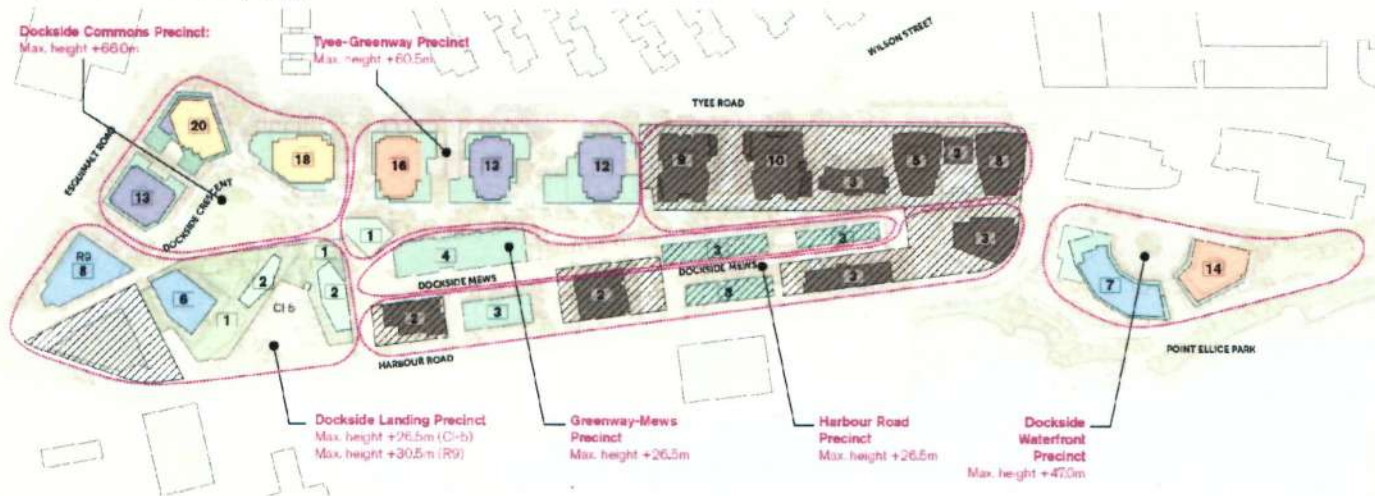 Dockside Commons Precinct:
Max. height +66.0m
Tyee-Greenway Precinct
Max. height +60.5m
WILSON STREET
TYEE ROAD
ESQUIMALT ROAD
DOCKSIDE CRESCENT
20
18
13
16
12
12
9
10
3
8
3
8
1
4
3
3
3
DOCKSIDE MEWS
DOCKSIDE MEWS
R9
8
6
1
2
2
1
CI-5
2
3
2
3
3
HARBOUR ROAD
7
14
POINT ELLICE PARK
Dockside Landing Precinct
Max. height +26.5m (CI-5)
Max. height +30.5m (R9)
Greenway-Mews
Precinct
Max. height +26.5m
Harbour Road
Precinct
Max. height +26.5m
Dockside
Waterfront
Precinct
Max. height +47.0m